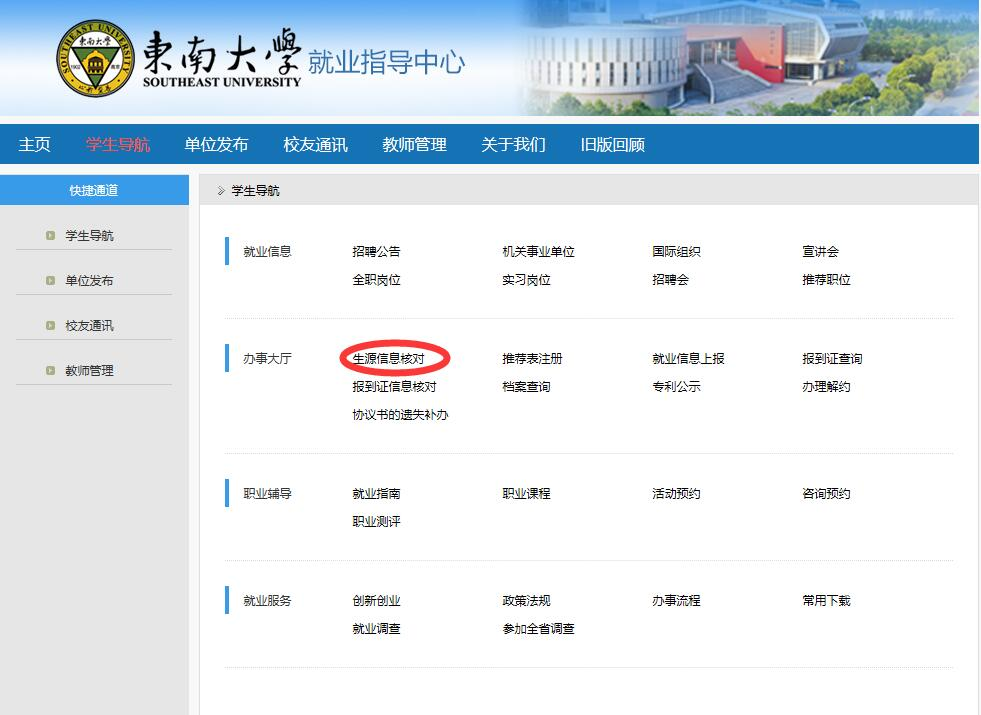 東南大學 就业指导中心
SOUTHEAST UNIVERSITY
主页 学生导航 单位发布 校友通讯 教师管理 关于我们 旧版回顾
快捷通道
学生导航
单位发布
校友通讯
教师管理
学生导航
就业信息 招聘公告 机关事业单位 国际组织 宣讲会
全职岗位 实习岗位 招聘会 推荐职位
办事大厅 生源信息核对 推荐表注册 就业信息上报 报到证查询
报到证信息核对 档案查询 专利公示 办理解约
协议书的遗失补办
职业辅导 就业指南 职业课程 活动预约 咨询预约
职业测评
就业服务 创新创业 政策法规 办事流程 常用下载
就业调查 参加全省调查